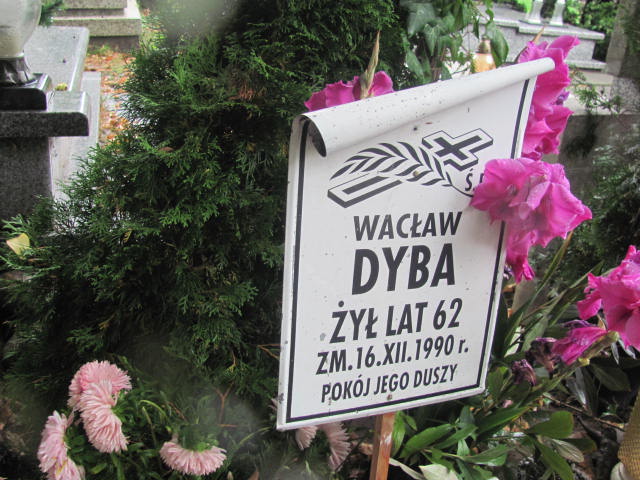 WACŁAW
DYBA
ŻYŁ LAT 62
ZM. 16.XII.1990 r.
POKÓJ JEGO DUSZY